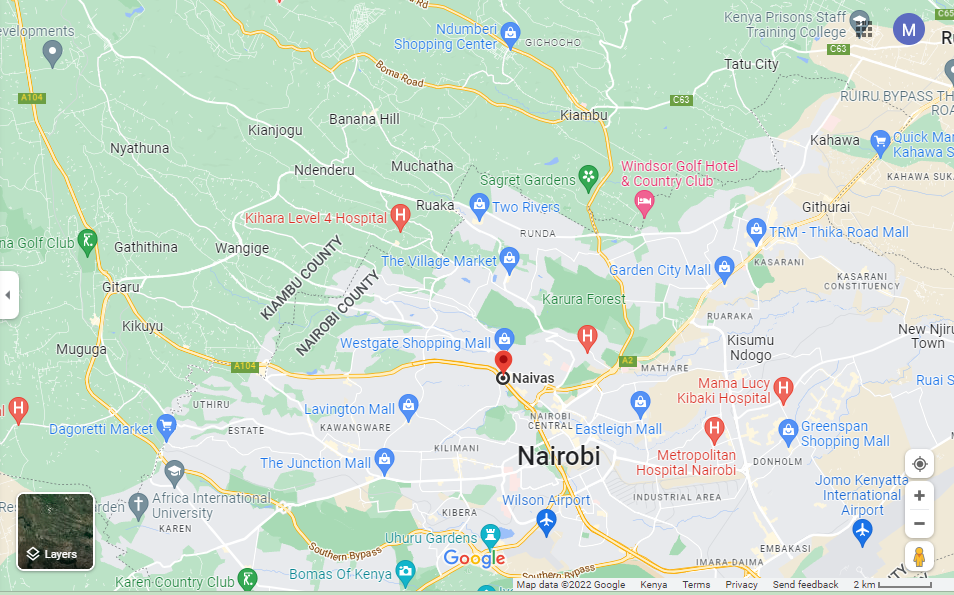 evelopments
Ndumberi
Shopping Center
GICHOCHO
Kenya Prisons Staff
Training College
M
C65
C63
Tatu City
Boma Road
A104
C63
RUIRU BYPASS TH
ROA
Banana Hill
Kiambu
Kianjogu
Nyathuna
Kahawa
Quick Mar
Kahawa S
KAHAWA SUKA
Ndenderu
Muchatha
Sagret Gardens
Windsor Golf Hotel
& Country Club
Ruaka
Two Rivers
Githurai
Kihara Level 4 Hospital
RUNDA
TRM - Thika Road Mall
na Golf Club
Gathithina
Wangige
KIAMBU COUNTY
NAIROBI COUNTY
The Village Market
Garden City Mall
KASARANI
KASARANI
CONSTITUENCY
Gitaru
Karura Forest
Kikuyu
RUARAKA
New Njiru
Town
Westgate Shopping Mall
Kisumu
Ndogo
Muguga
A104
A2
MATHARE
Naivas
Mama Lucy
Kibaki Hospital
Ruai S
UTHIRU
Lavington Mall
KAWANGWARE
NAIROBI
CENTRAL
Eastleigh Mall
Dagoretti Market
ESTATE
Greenspan
Shopping Mall
KILIMANI
Nairobi
Metropolitan
Hospital Nairobi
The Junction Mall
DONHOLM
Jomo Kenyatta
International
Airport
Africa International
University
Wilson Airport
INDUSTRIAL AREA
KAREN
KIBERA
Uhuru Gardens
EMBAKASI
Layers
Southern Bypass
Google
IMARA DAIMA
Bomas Of Kenya
Southern Bypass
Karen Country Club
Map data ©2022 Google Kenya Terms Privacy Send feedback 2 km